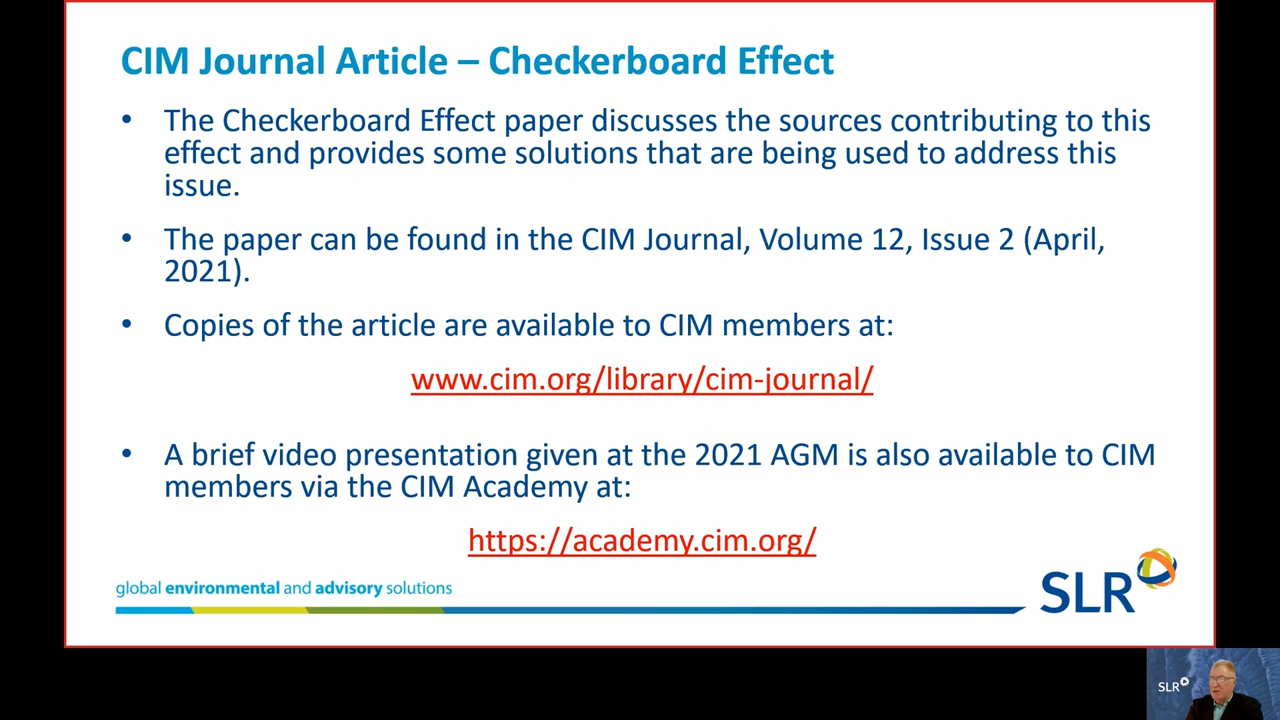 CIM Journal Article – Checkerboard Effect
• The Checkerboard Effect paper discusses the sources contributing to this
effect and provides some solutions that are being used to address this
issue.
• The paper can be found in the CIM Journal, Volume 12, Issue 2 (April,
2021).
• Copies of the article are available to CIM members at:
www.cim.org/library/cim-journal/
• A brief video presentation given at the 2021 AGM is also available to CIM
members via the CIM Academy at:
https://academy.cim.org/
global environmental and advisory solutions
SLR
SLR